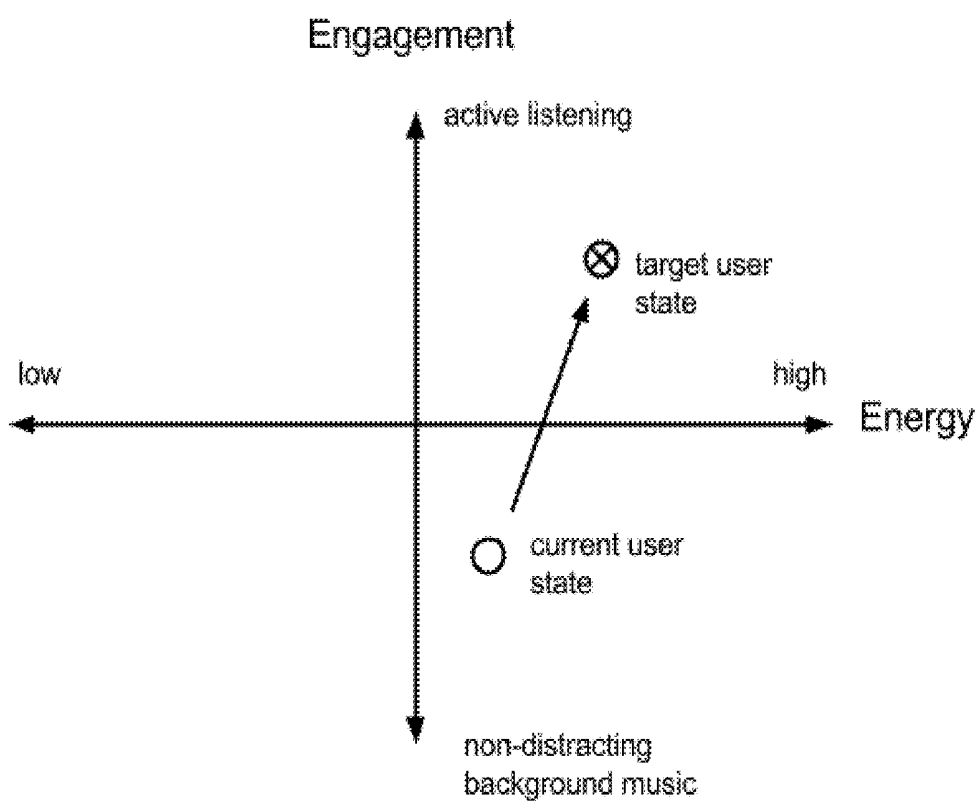 Engagement
active listening
target user
state
low
high
Energy
current user
state
non-distracting
background music